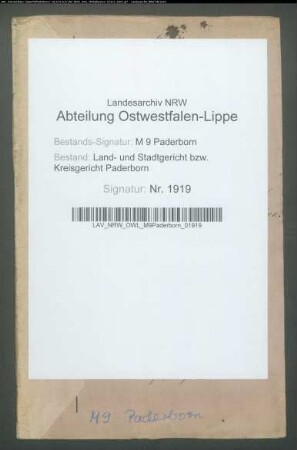 Landesarchiv NRW
Abteilung Ostwestfalen-Lippe
Bestands-Signatur: M 9 Paderborn
Bestand: Land- und Stadtgericht bzw.
Kreisgericht Paderborn
Signatur: Nr. 1919
LAV_NRW_OWL_M9Paderborn_01919
M9 Paderborn